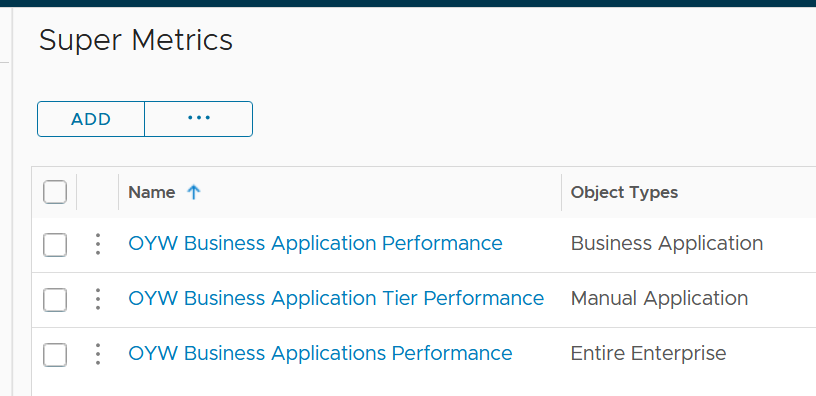 Super Metrics
ADD ...
Name Object Types
OYW Business Application Performance Business Application
OYW Business Application Tier Performance Manual Application
OYW Business Applications Performance Entire Enterprise